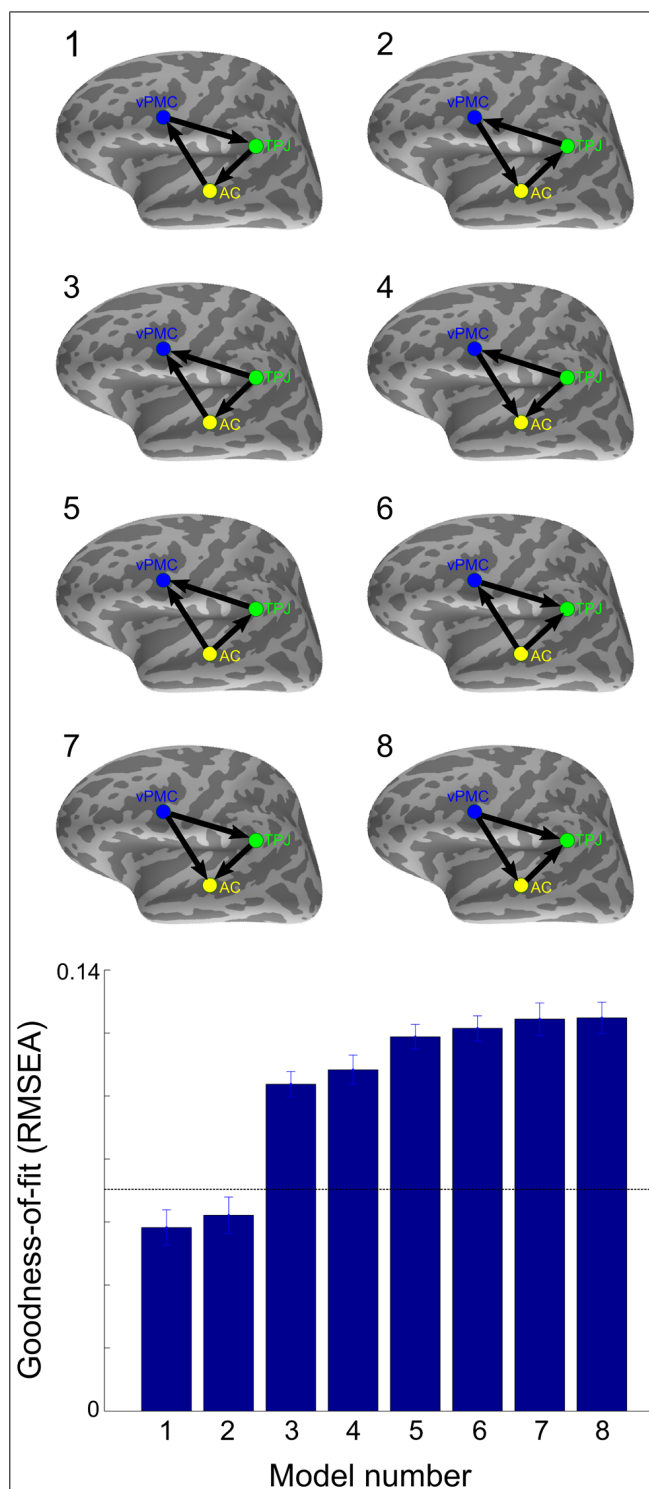 1
vPMC
TPJ
AC
2
vPMC
TPJ
AC
3
vPMC
TPJ
AC
4
vPMC
TPJ
AC
5
vPMC
TPJ
AC
6
vPMC
TPJ
AC
7
vPMC
TPJ
AC
8
vPMC
TPJ
AC
0.14
Goodness-of-fit (RMSEA)
0
1 2 3 4 5 6 7 8
Model number